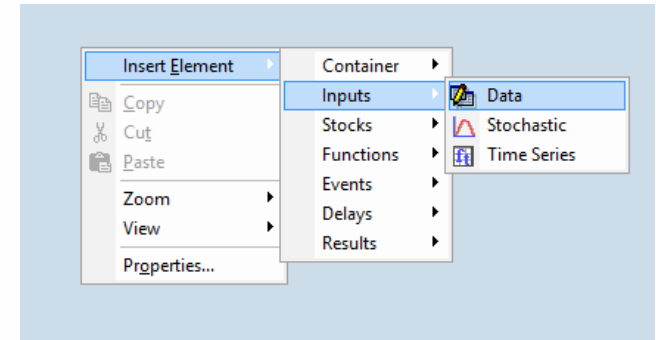 Insert Element
Copy
Cut
Paste
Zoom
View
Properties...
Container
Inputs
Stocks
Functions
Events
Delays
Results
Data
Stochastic
Time Series